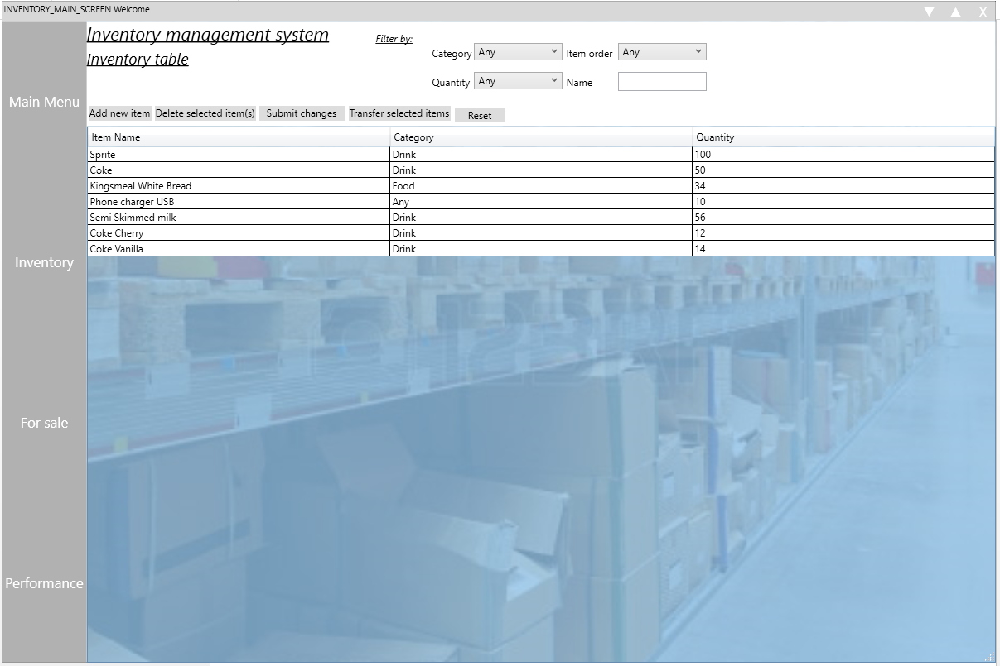 INVENTORY_MAIN_SCREEN Welcome
▼ ▲ X
Inventory management system
Filter by:
Category Any Item order Any
Inventory table
Quantity Any Name
Main Menu
Add new item Delete selected item(s) Submit changes Transfer selected items Reset
Item Name Category Quantity
Sprite Drink 100
Coke Drink 50
Kingsmeal White Bread Food 34
Phone charger USB Any 10
Semi Skimmed milk Drink 56
Coke Cherry Drink 12
Coke Vanilla Drink 14
Inventory
For sale
Performance